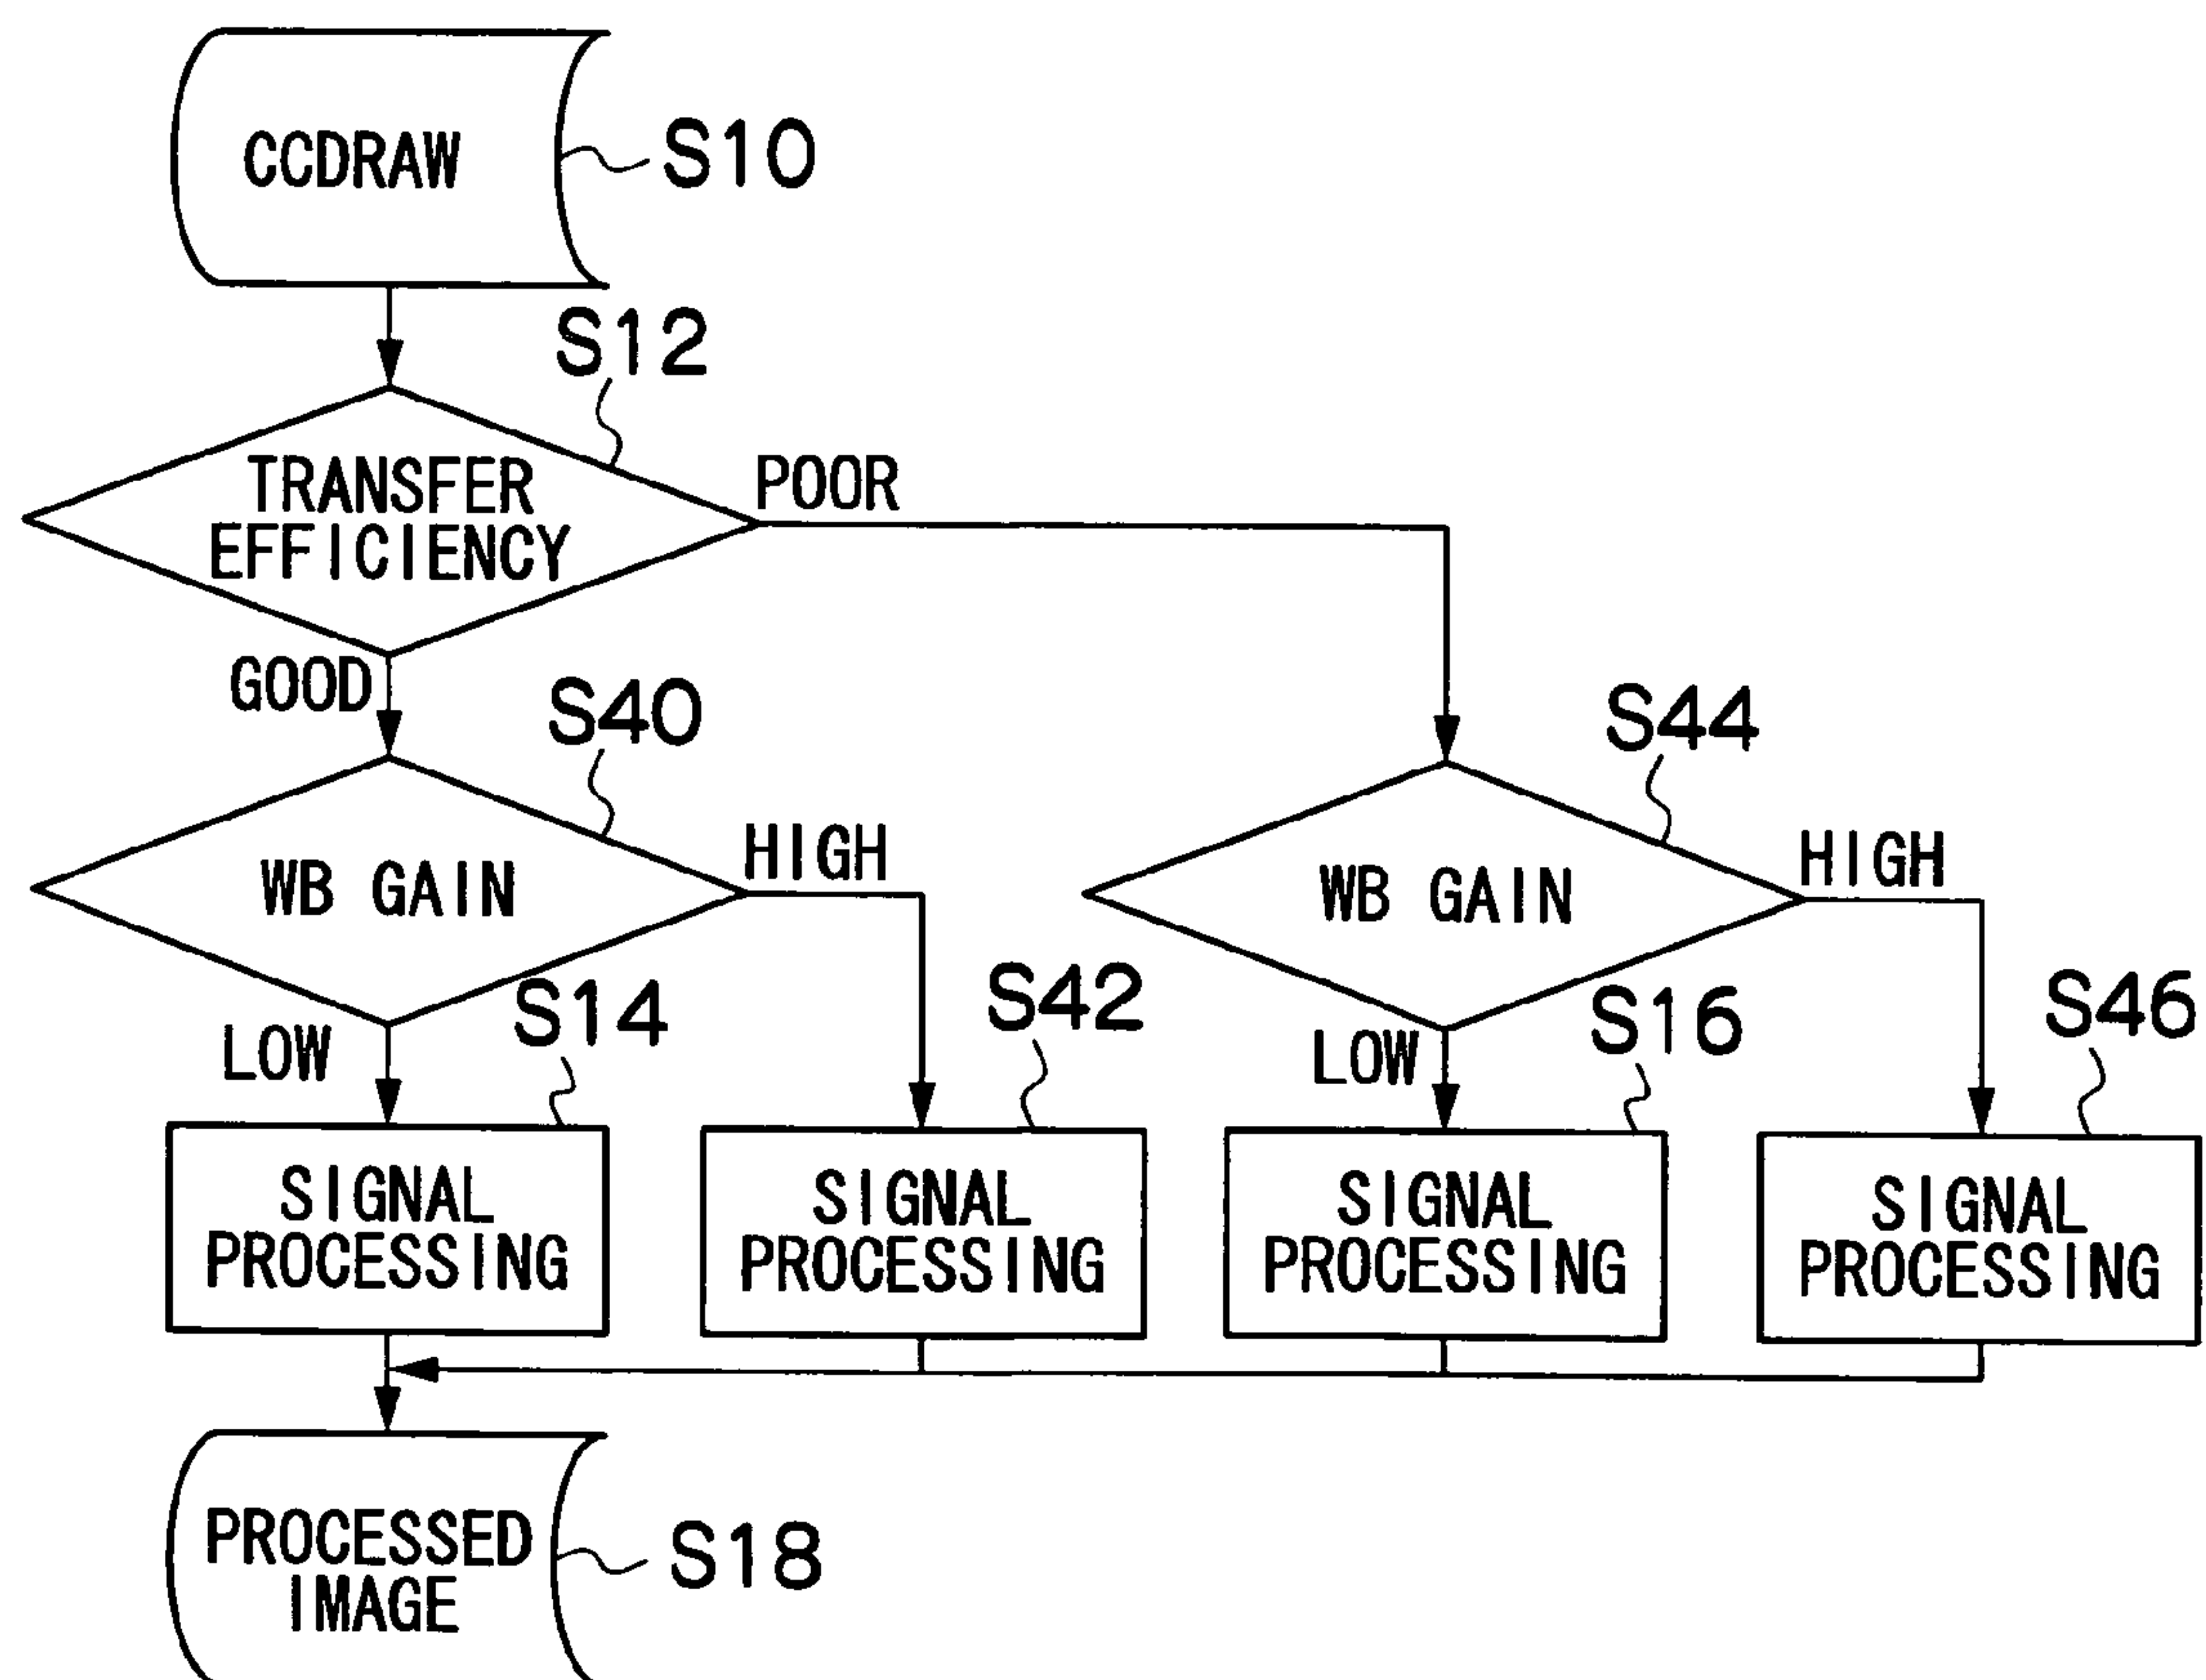 CCDRAW
S10
S12
TRANSFER
EFFICIENCY
POOR
GOOD
S40
S44
WB GAIN
HIGH
WB GAIN
HIGH
LOW
S14
S42
LOW
S16
S46
SIGNAL
PROCESSING
SIGNAL
PROCESSING
SIGNAL
PROCESSING
SIGNAL
PROCESSING
PROCESSED
IMAGE
S18